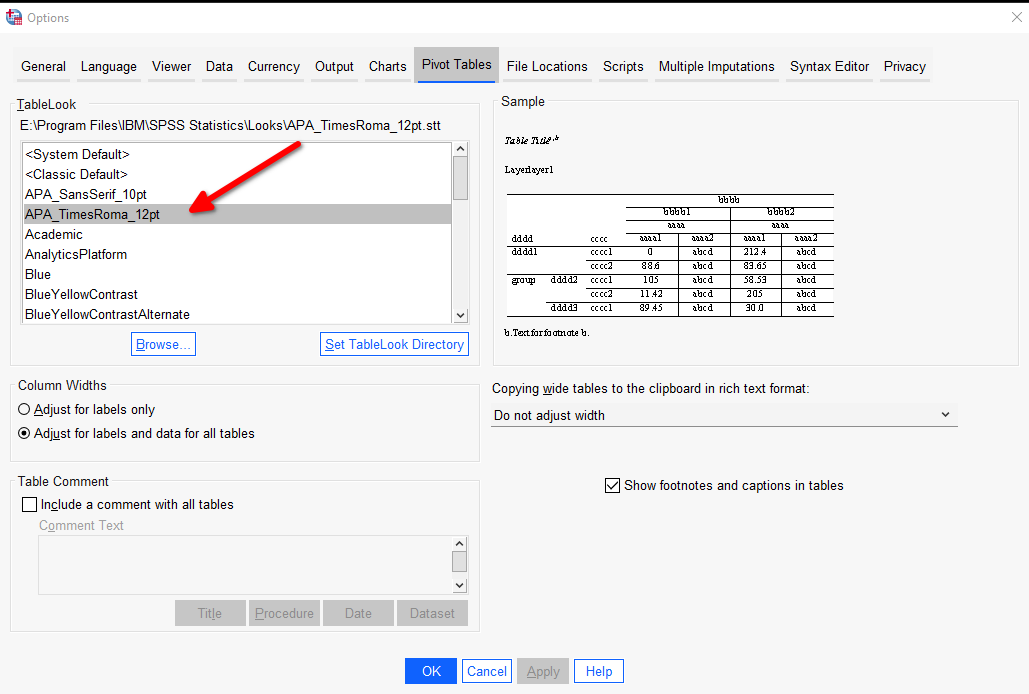 Options
General Language Viewer Data Currency Output Charts Pivot Tables File Locations Scripts Multiple Imputations Syntax Editor Privacy
TableLook
E:\Program Files\IBM\SPSS Statistics\Looks\APA_TimesRoma_12pt.stt
<System Default>
<Classic Default>
APA_SansSerif_10pt
APA_TimesRoma_12pt
Academic
AnalyticsPlatform
Blue
BlueYellowContrast
BlueYellowContrastAlternate
Browse...
Set TableLook Directory
Column Widths
Adjust for labels only
Adjust for labels and data for all tables
Table Comment
Include a comment with all tables
Comment Text
Title Procedure Date Dataset
Sample
Table Title a,b
Layerlayer1
bbbb
bbbb1 bbbb2
aaaa aaaa
dddd cccc aaaa1 aaaa2 aaaa1 aaaa2
dddd1 cccc1 0 abcd 212.4 abcd
cccc2 88.6 abcd 83.65 abcd
group dddd2 cccc1 105 abcd 58.53 abcd
cccc2 11.42 abcd 205 abcd
dddd3 cccc1 89.45 abcd 30.0 abcd
b.Textforfootnote b.
Copying wide tables to the clipboard in rich text format:
Do not adjust width
Show footnotes and captions in tables
OK Cancel Apply Help